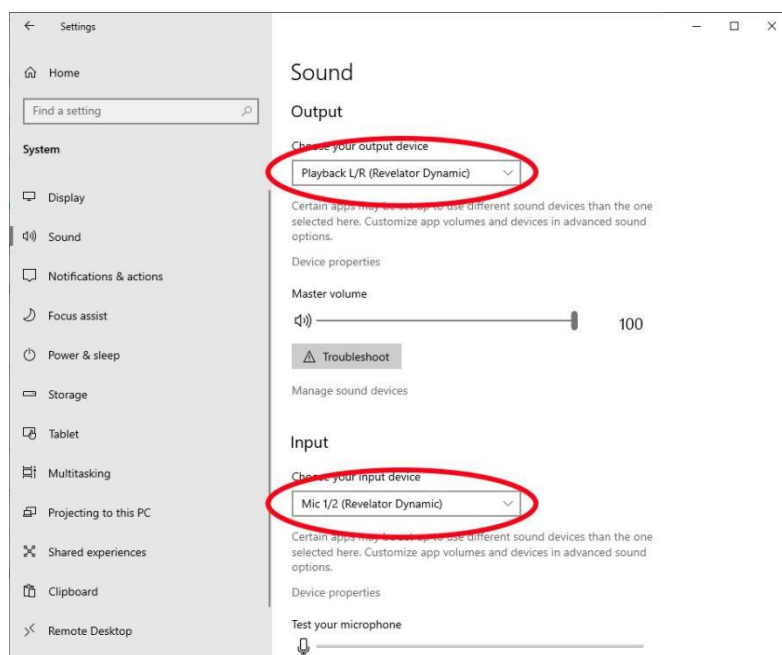 Settings
Home
Find a setting
System
Display
Sound
Notifications & actions
Focus assist
Power & sleep
Storage
Tablet
Multitasking
Projecting to this PC
Shared experiences
Clipboard
Remote Desktop
Sound
Output
Choose your output device
Playback L/R (Revelator Dynamic)
Certain apps may be set up to use different sound devices than the one
selected here. Customize app volumes and devices in advanced sound
options.
Device properties
Master volume
100
Troubleshoot
Manage sound devices
Input
Choose your input device
Mic 1/2 (Revelator Dynamic)
Certain apps may be set up to use different sound devices than the one
selected here. Customize app volumes and devices in advanced sound
options.
Device properties
Test your microphone